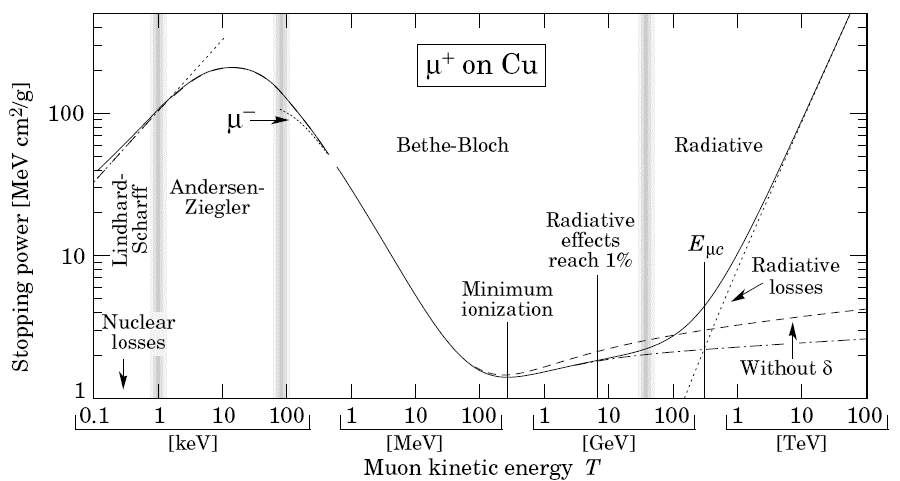 μ⁺ on Cu
Stopping power [MeV cm²/g]
100
10
1
μ⁻
Bethe-Bloch
Radiative
Lindhard-
Scharff
Andersen-
Ziegler
Radiative
effects
reach 1%
Eμc
Radiative
losses
Minimum
ionization
Nuclear
losses
Without δ
0.1 1 10 100 1 10 100 1 10 100 1 10 100
[keV] [MeV] [GeV] [TeV]
Muon kinetic energy T